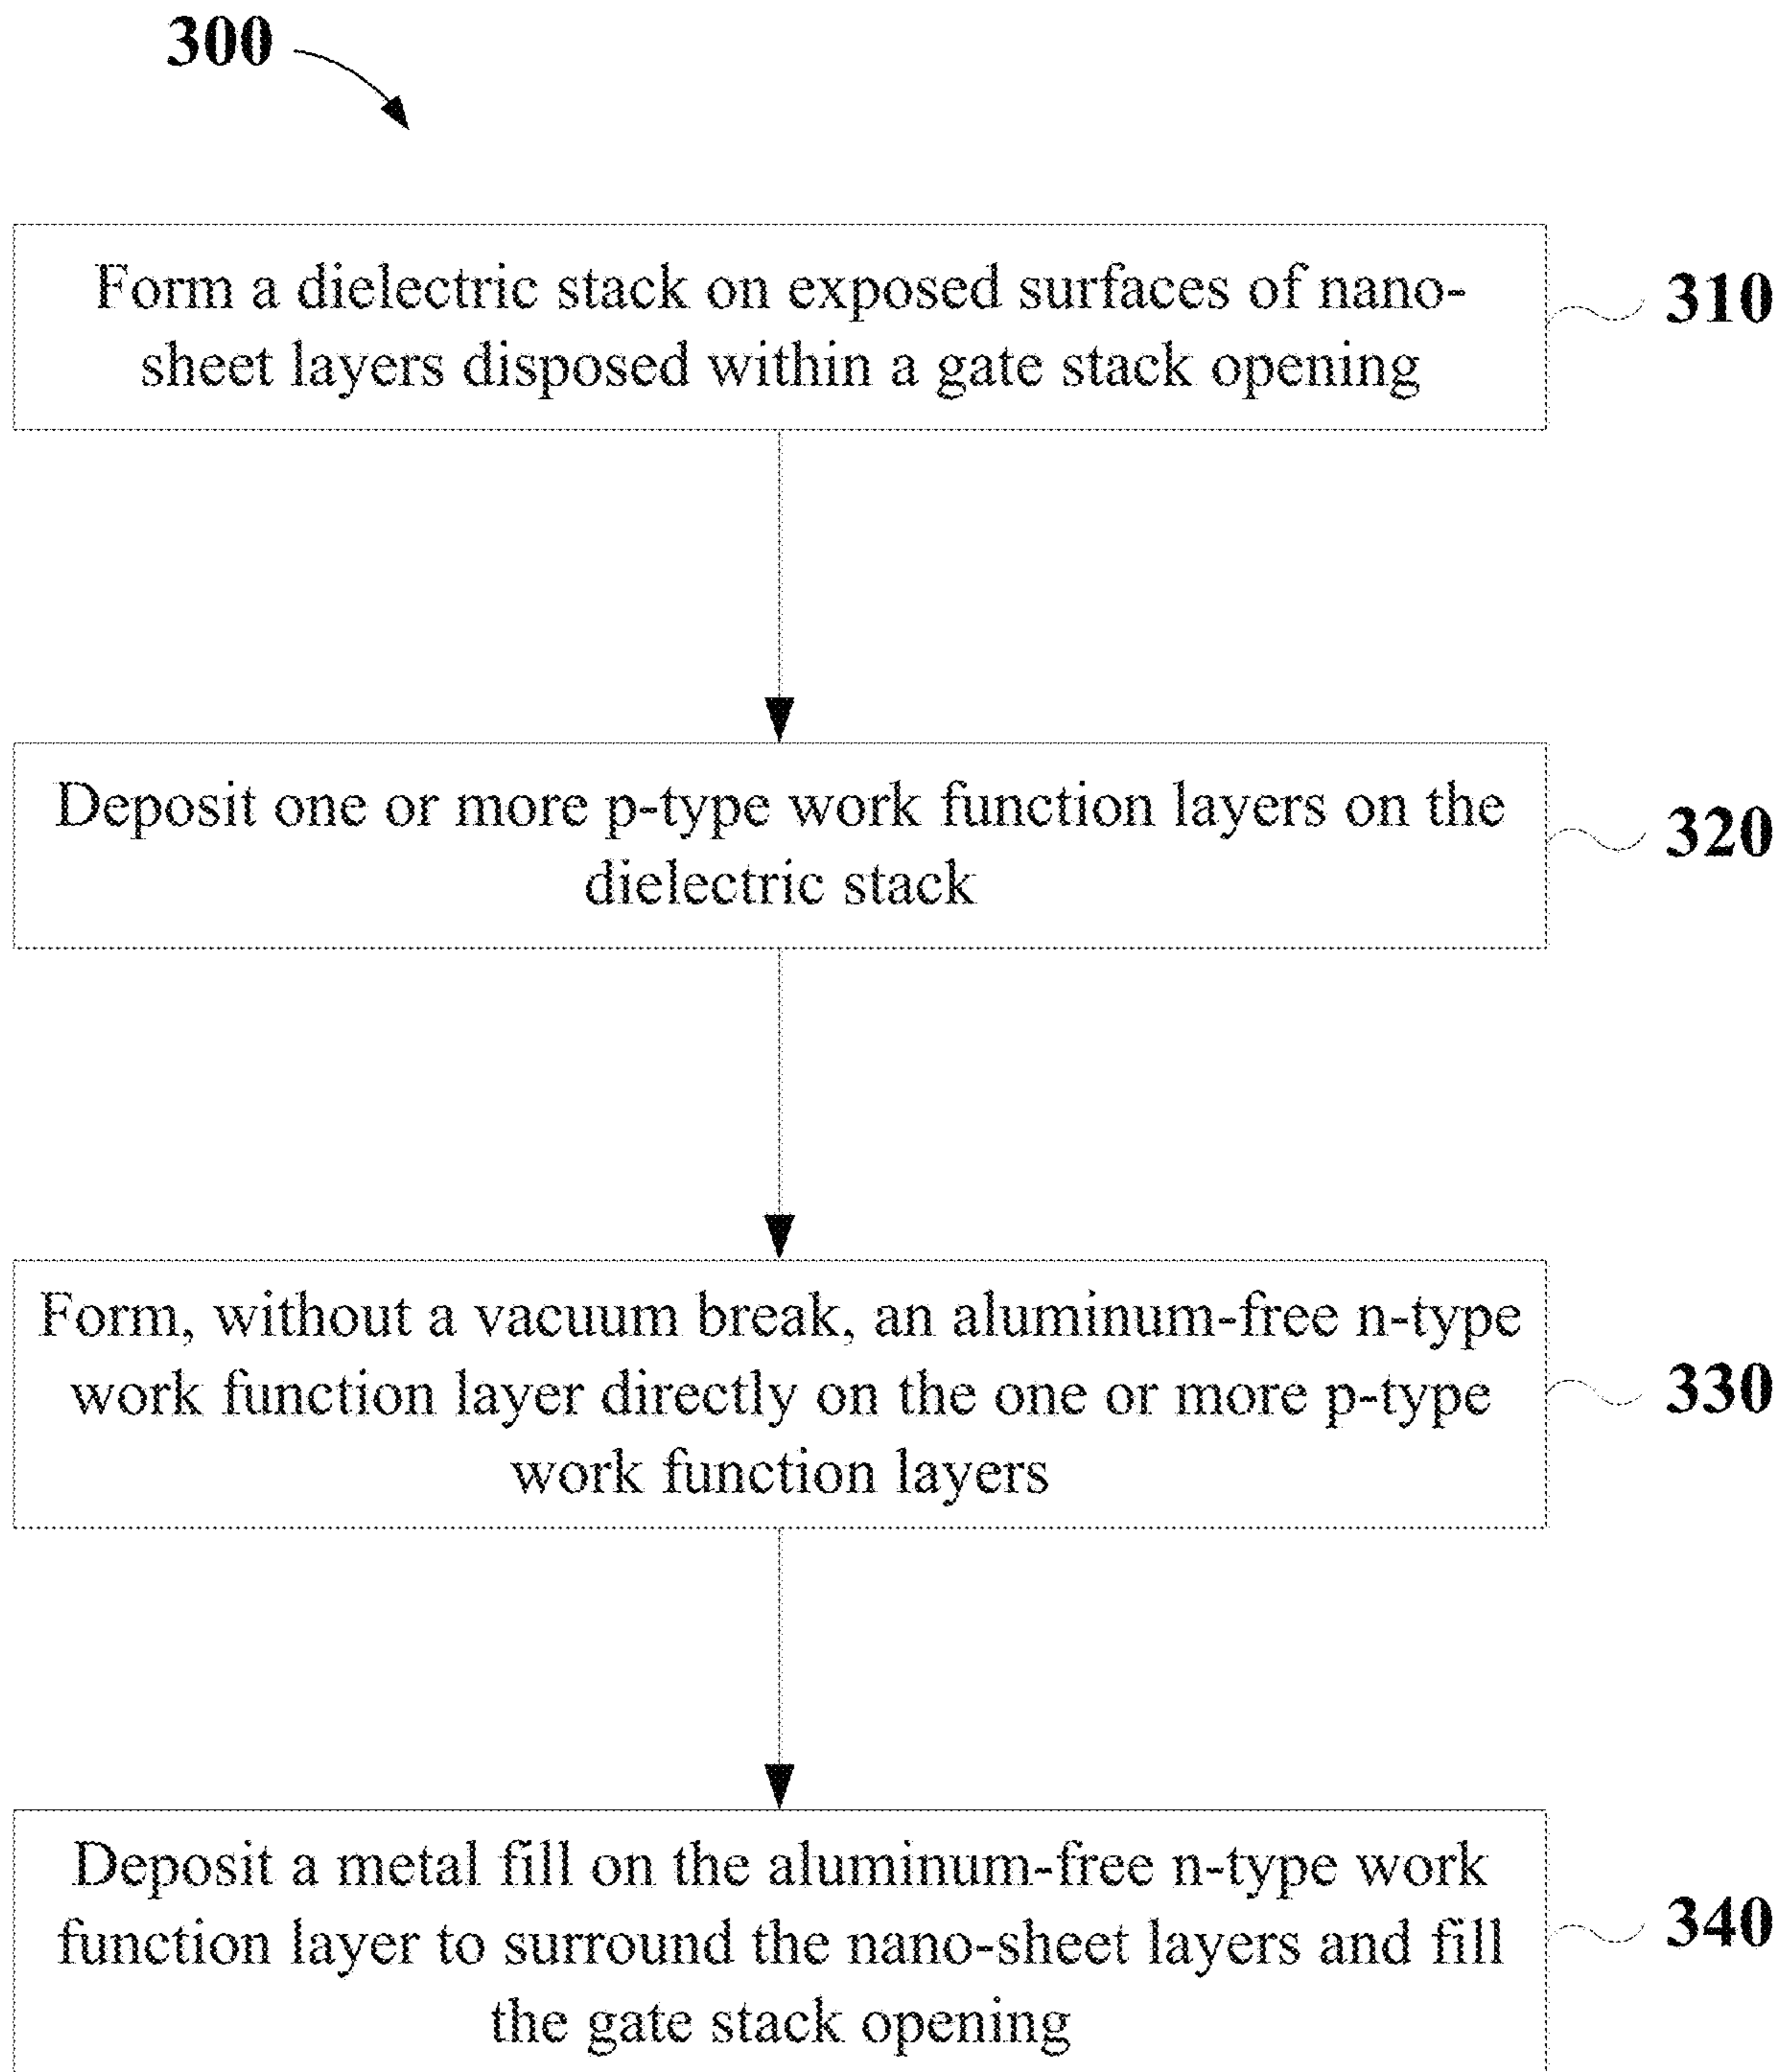 300
Form a dielectric stack on exposed surfaces of nano-
sheet layers disposed within a gate stack opening
310
Deposit one or more p-type work function layers on the
dielectric stack
320
Form, without a vacuum break, an aluminum-free n-type
work function layer directly on the one or more p-type
work function layers
330
Deposit a metal fill on the aluminum-free n-type work
function layer to surround the nano-sheet layers and fill
the gate stack opening
340